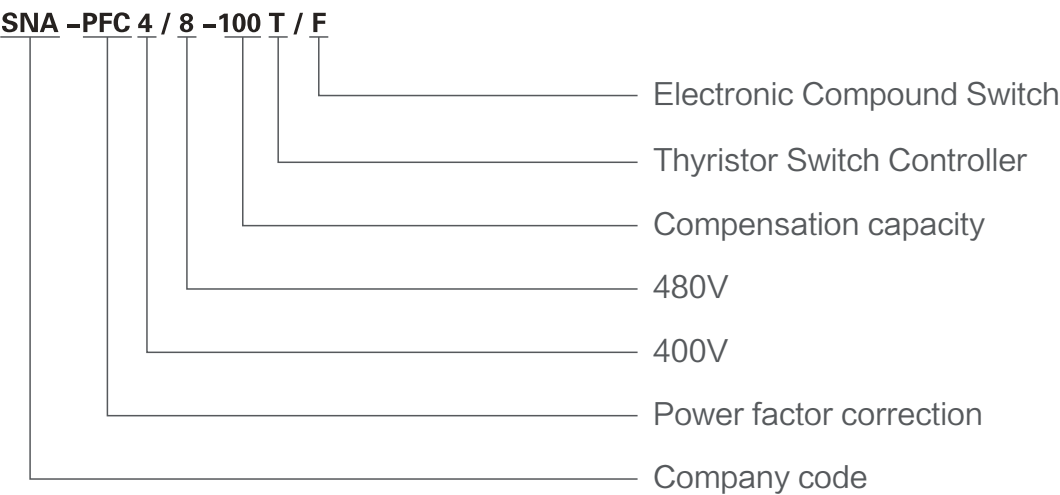 SNA –PFC 4 / 8 –100 T / F
Electronic Compound Switch
Thyristor Switch Controller
Compensation capacity
480V
400V
Power factor correction
Company code